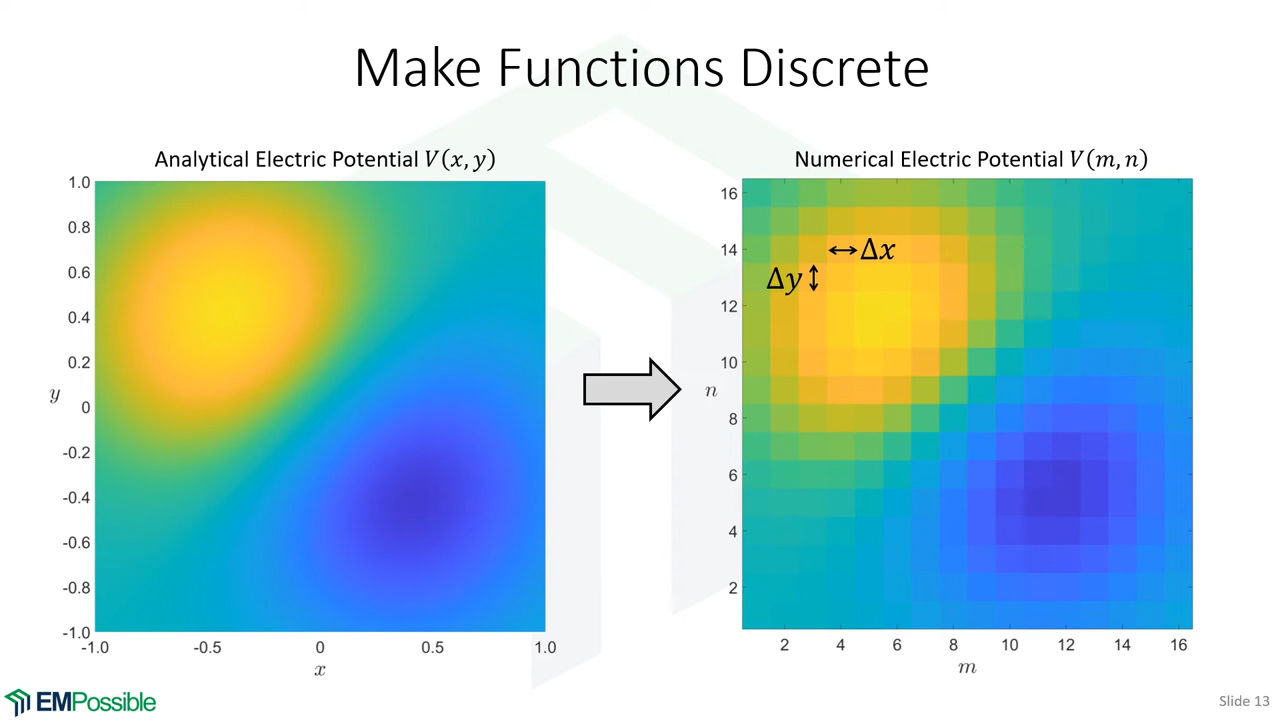 Make Functions Discrete
Analytical Electric Potential V(x, y)
1.0
0.8
0.6
0.4
0.2
0
-0.2
-0.4
-0.6
-0.8
-1.0
y
-1.0 -0.5 0 0.5 1.0
x
Numerical Electric Potential V(m, n)
16
14
12
10
8
6
4
2
n
Δx
Δy
2 4 6 8 10 12 14 16
m
EMPossible
Slide 13